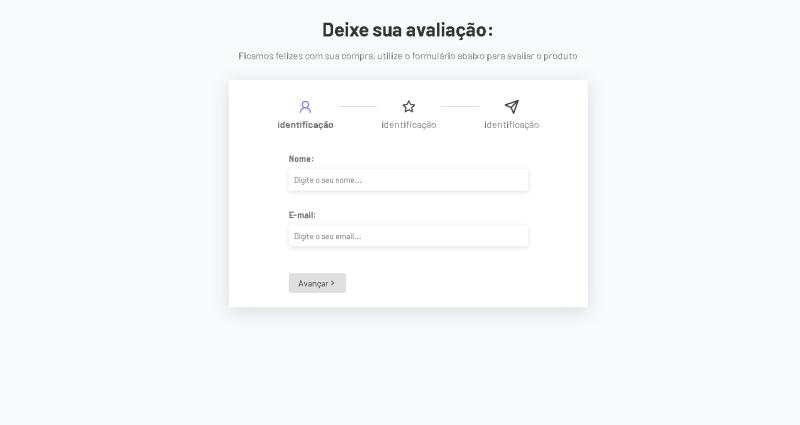 Deixe sua avaliação:
Ficamos felizes com sua compra, utilize o formulário abaixo para avaliar o produto
identificação
identificação
identificação
Nome:
Digite o seu nome...
E-mail:
Digite o seu email...
Avançar >